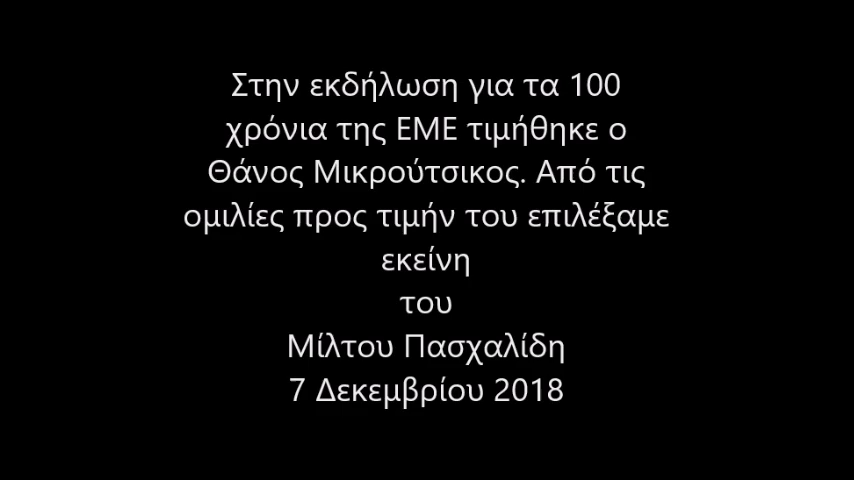 Στην εκδήλωση για τα 100
χρόνια της ΕΜΕ τιμήθηκε ο
Θάνος Μικρούτσικος. Από τις
ομιλίες προς τιμήν του επιλέξαμε
εκείνη
του
Μίλτου Πασχαλίδη
7 Δεκεμβρίου 2018